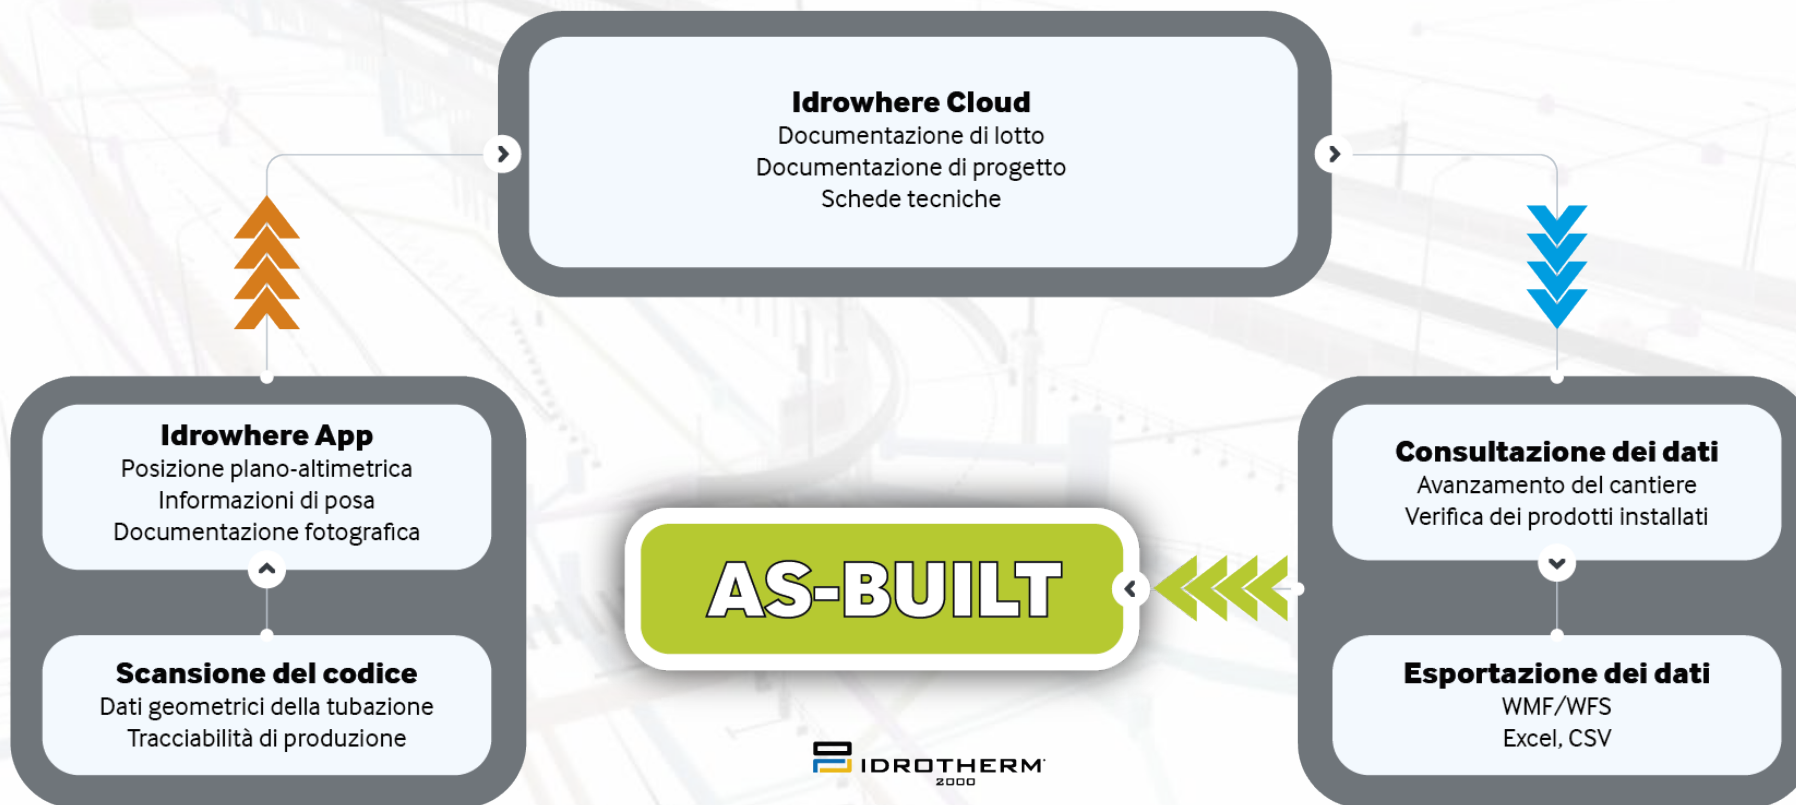 Idrowhere Cloud
Documentazione di lotto
Documentazione di progetto
Schede tecniche
Idrowhere App
Posizione plano-altimetrica
Informazioni di posa
Documentazione fotografica
Scansione del codice
Dati geometrici della tubazione
Tracciabilità di produzione
Consultazione dei dati
Avanzamento del cantiere
Verifica dei prodotti installati
Esportazione dei dati
WMF/WFS
Excel, CSV
AS-BUILT
IDROTHERM
2000